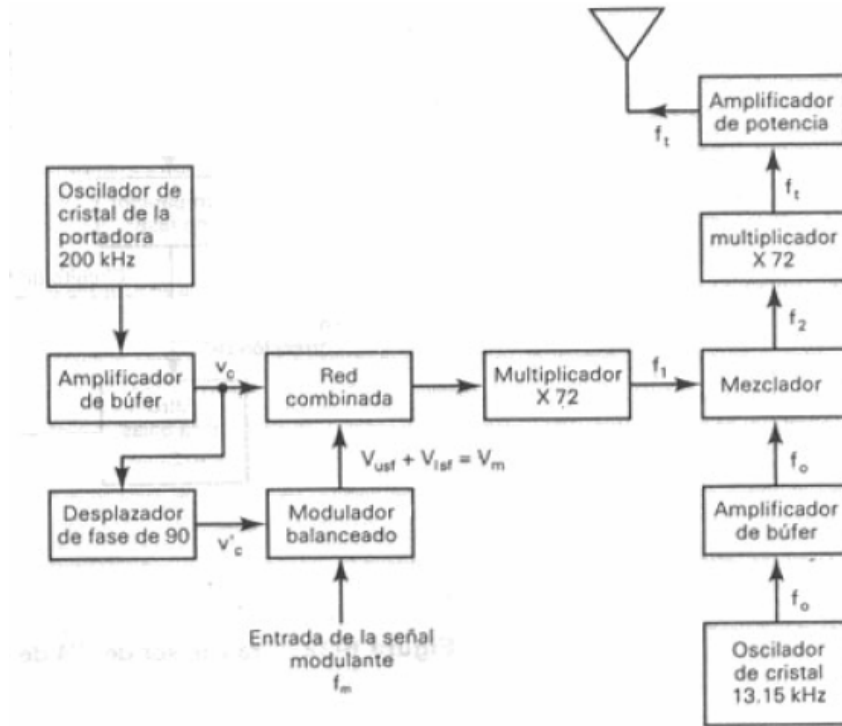 Amplificador
de potencia
f_t
f_t
Oscilador de
cristal de la
portadora
200 kHz
multiplicador
X 72
f_2
Amplificador
de búfer
v_c
Red
combinada
Multiplicador
X 72
f_1
Mezclador
V_usf + V_lsf = V_m
f_o
Desplazador
de fase de 90
v'_c
Modulador
balanceado
Amplificador
de búfer
f_o
Entrada de la señal
modulante
f_m
Oscilador
de cristal
13.15 kHz